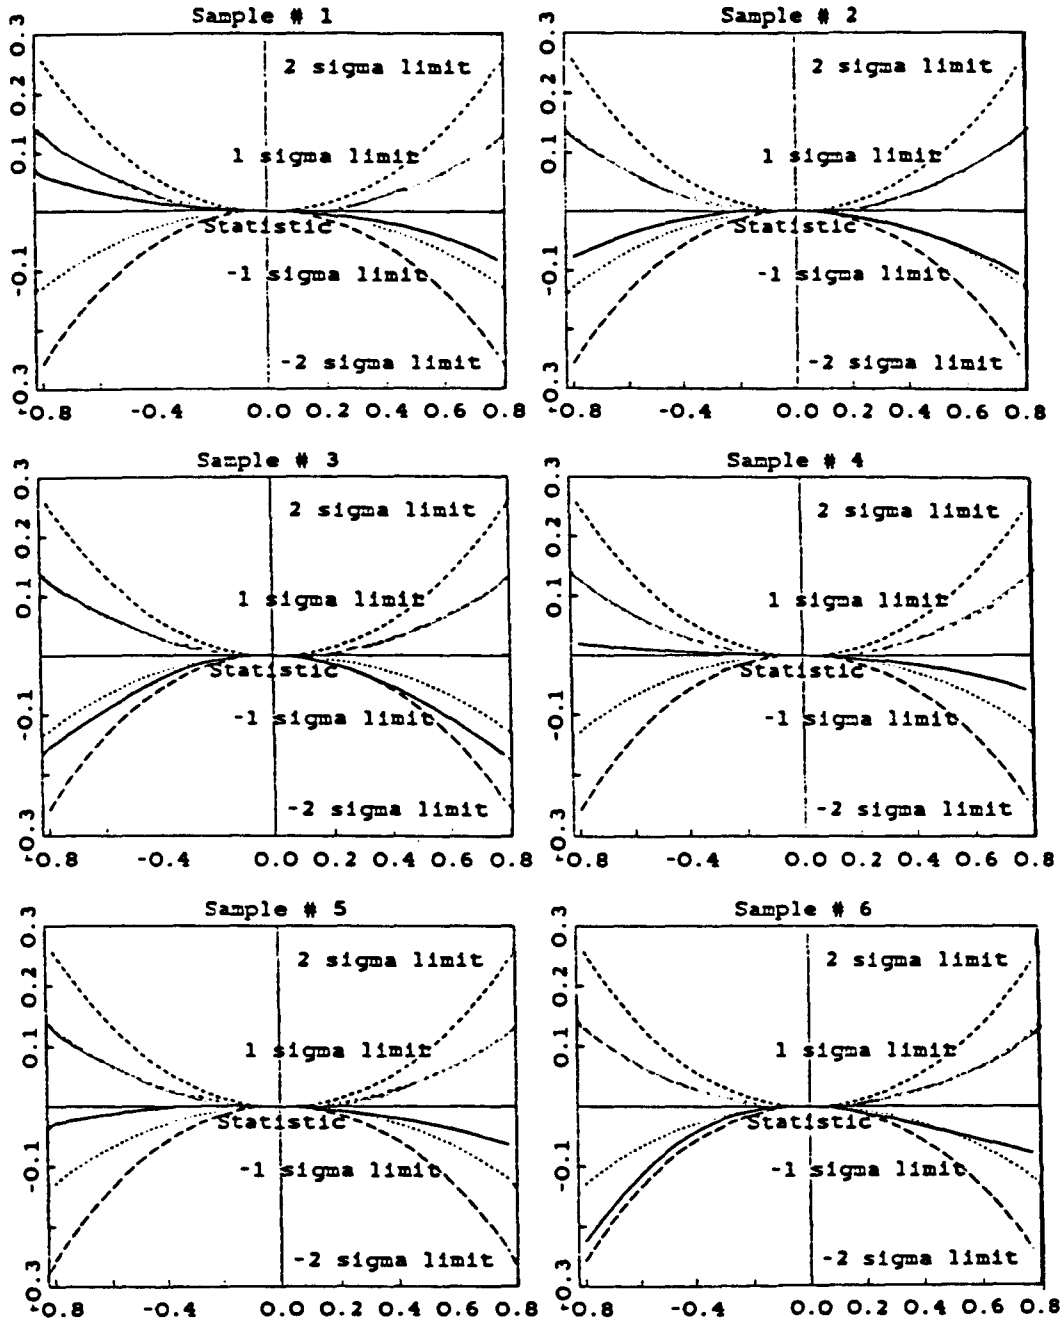 Sample # 1
0.3
0.2
0.1
-0.1
-0.3
2 sigma limit
1 sigma limit
Statistic
-1 sigma limit
-2 sigma limit
-0.8 -0.4 0.0 0.2 0.4 0.6 0.8
Sample # 2
0.3
0.2
0.1
-0.1
-0.3
2 sigma limit
1 sigma limit
Statistic
-1 sigma limit
-2 sigma limit
-0.8 -0.4 0.0 0.2 0.4 0.6 0.8
Sample # 3
0.3
0.2
0.1
-0.1
-0.3
2 sigma limit
1 sigma limit
Statistic
-1 sigma limit
-2 sigma limit
-0.8 -0.4 0.0 0.2 0.4 0.6 0.8
Sample # 4
0.3
0.2
0.1
-0.1
-0.3
2 sigma limit
1 sigma limit
Statistic
-1 sigma limit
-2 sigma limit
-0.8 -0.4 0.0 0.2 0.4 0.6 0.8
Sample # 5
0.3
0.2
0.1
-0.1
-0.3
2 sigma limit
1 sigma limit
Statistic
-1 sigma limit
-2 sigma limit
-0.8 -0.4 0.0 0.2 0.4 0.6 0.8
Sample # 6
0.3
0.2
0.1
-0.1
-0.3
2 sigma limit
1 sigma limit
Statistic
-1 sigma limit
-2 sigma limit
-0.8 -0.4 0.0 0.2 0.4 0.6 0.8